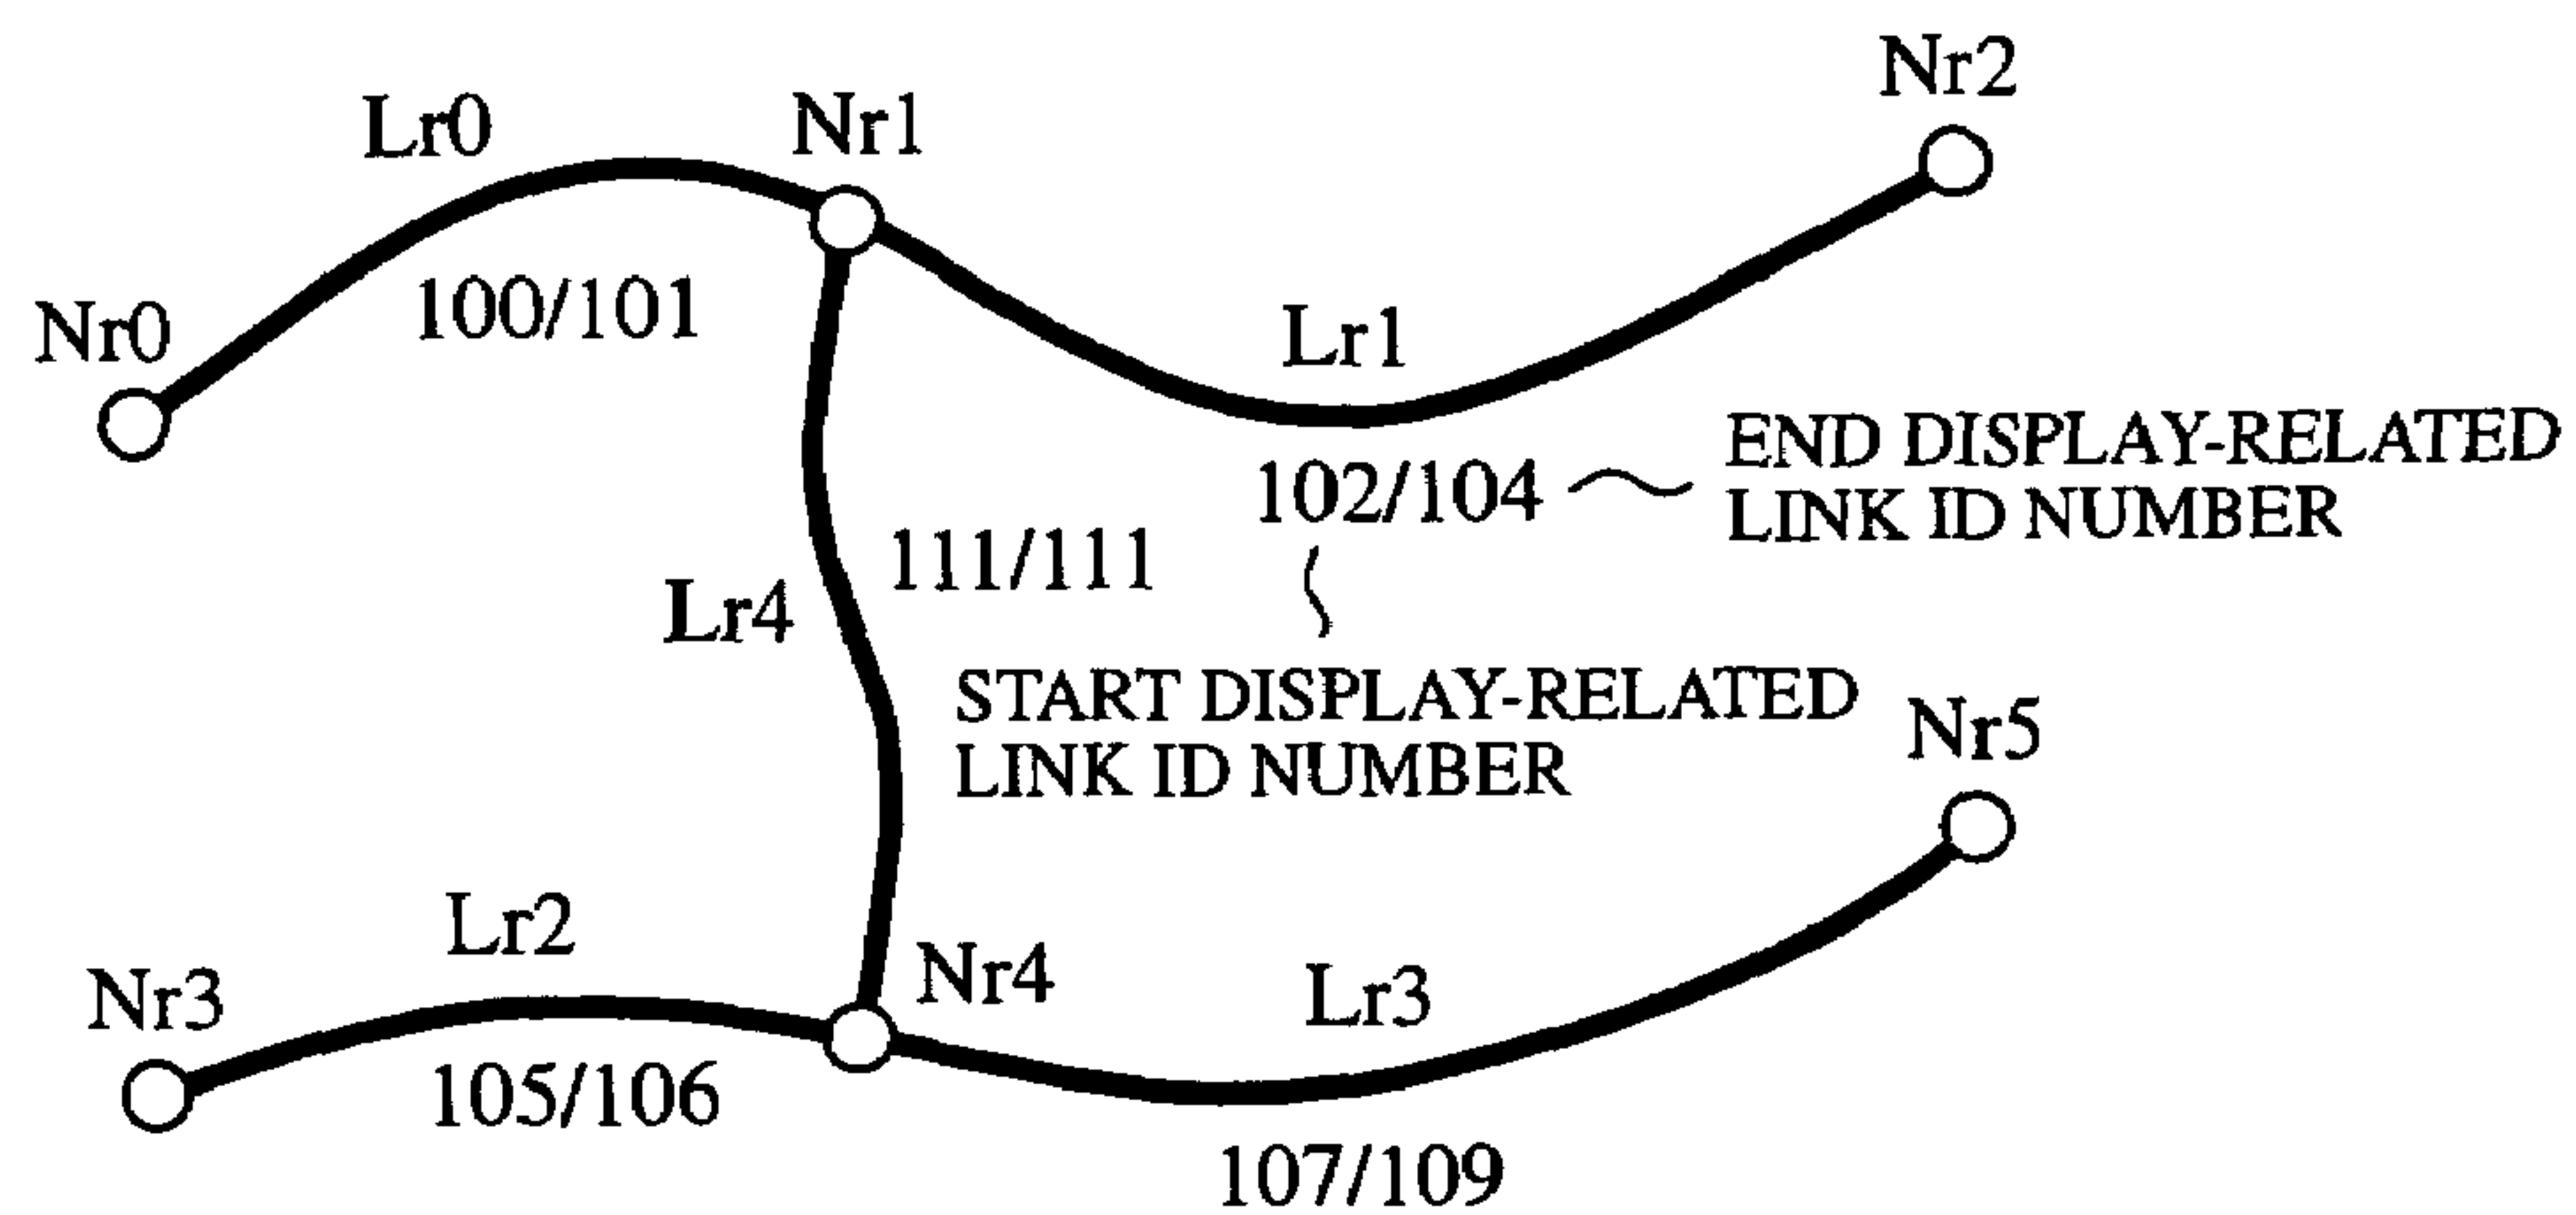 Nr2
Lr0
Nr1
Nr0
100/101
Lr1
END DISPLAY-RELATED
LINK ID NUMBER
102/104
111/111
Lr4
START DISPLAY-RELATED
LINK ID NUMBER
Nr5
Lr2
Nr4
Nr3
Lr3
105/106
107/109